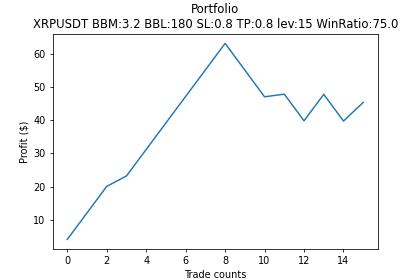 Portfolio
XRPUSDT BBM:3.2 BBL:180 SL:0.8 TP:0.8 lev:15 WinRatio:75.0
60
50
40
30
20
10
Profit ($)
0 2 4 6 8 10 12 14
Trade counts